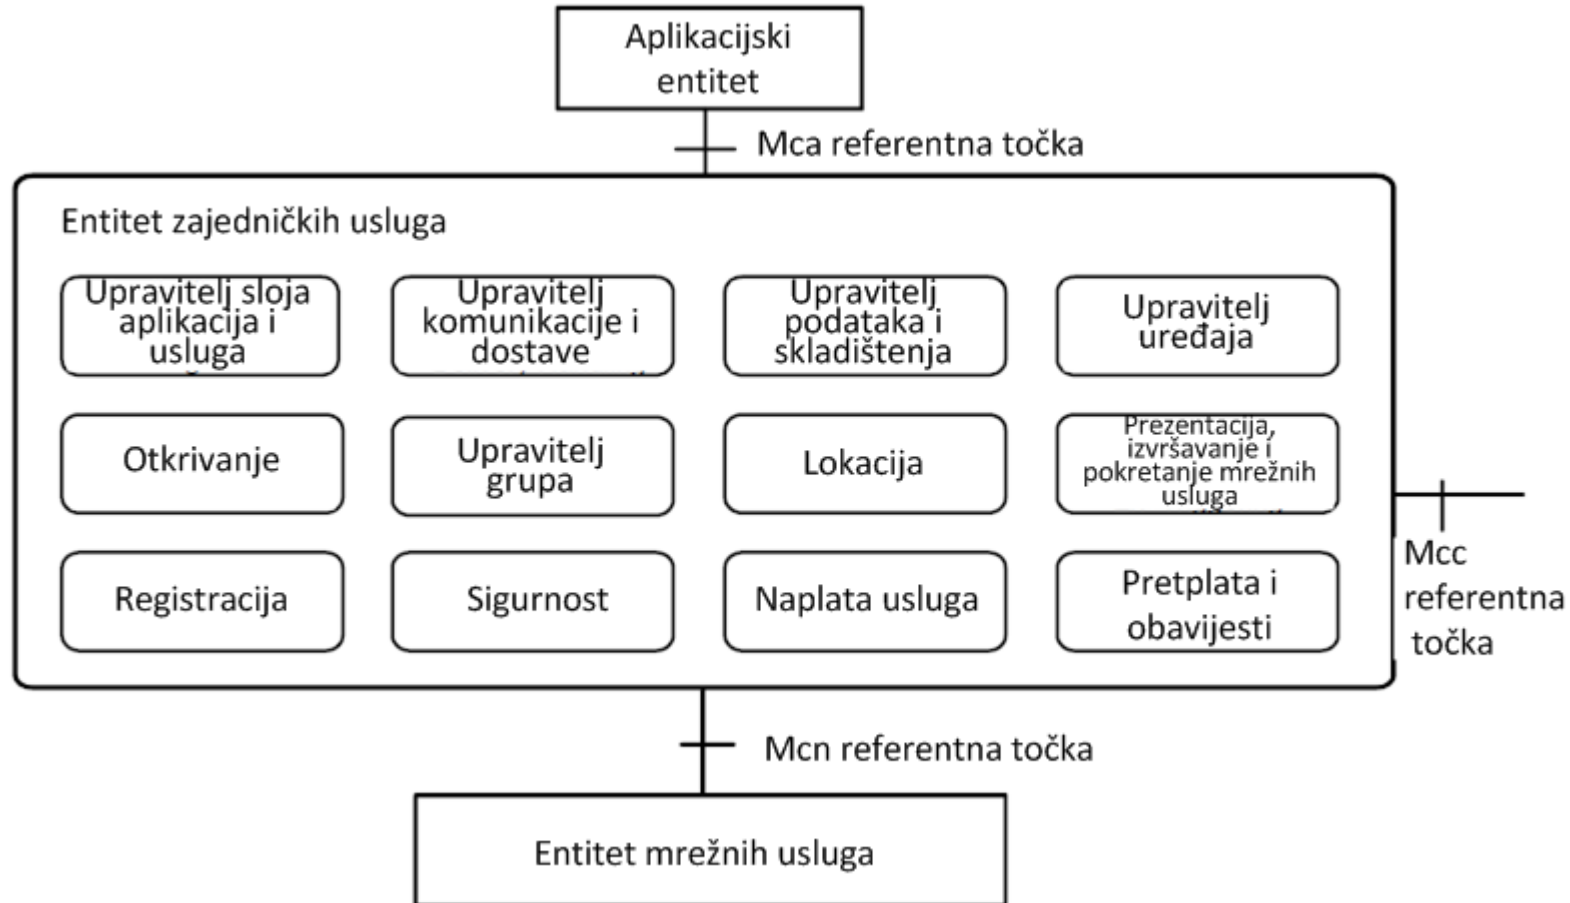 Aplikacijski
entitet
Mca referentna točka
Entitet zajedničkih usluga
Upravitelj sloja
aplikacija i
usluga
Upravitelj
komunikacije i
dostave
Upravitelj
podataka i
skladištenja
Upravitelj
uređaja
Otkrivanje
Upravitelj
grupa
Lokacija
Prezentacija,
izvršavanje i
pokretanje mrežnih
usluga
Registracija
Sigurnost
Naplata usluga
Pretplata i
obavijesti
Mcc
referentna
točka
Mcn referentna točka
Entitet mrežnih usluga